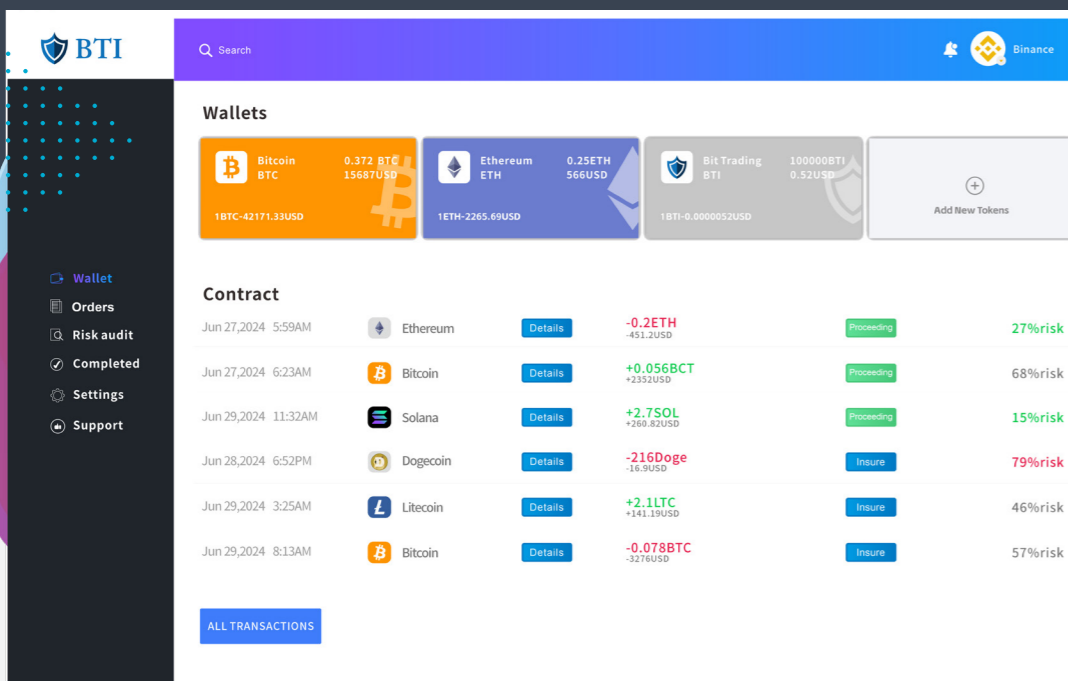 BTI
Search
Binance
Wallets
Bitcoin 0.372 BTC
BTC 15687USD
1BTC-42171.33USD
Ethereum 0.25ETH
ETH 566USD
1ETH-2265.69USD
Bit Trading 100000BTI
BTI 0.52USD
1BTI-0.0000052USD
Add New Tokens
Wallet
Orders
Risk audit
Completed
Settings
Support
Contract
Jun 27,2024 5:59AM Ethereum Details -0.2ETH Proceeding 27%risk
-451.2USD
Jun 27,2024 6:23AM Bitcoin Details +0.056BCT Proceeding 68%risk
+2352USD
Jun 29,2024 11:32AM Solana Details +2.7SOL Proceeding 15%risk
+260.82USD
Jun 28,2024 6:52PM Dogecoin Details -216Doge Insure 79%risk
-16.9USD
Jun 29,2024 3:25AM Litecoin Details +2.1LTC Insure 46%risk
+141.19USD
Jun 29,2024 8:13AM Bitcoin Details -0.078BTC Insure 57%risk
-3276USD
ALL TRANSACTIONS